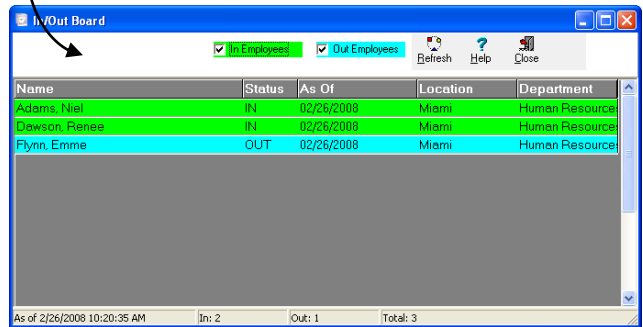 In/Out Board
In Employees Out Employees Refresh Help Close
Name Status As Of Location Department
Adams, Niel IN 02/26/2008 Miami Human Resource
Dawson, Renee IN 02/26/2008 Miami Human Resource
Flynn, Emme OUT 02/26/2008 Miami Human Resource
As of 2/26/2008 10:20:35 AM In: 2 Out: 1 Total: 3